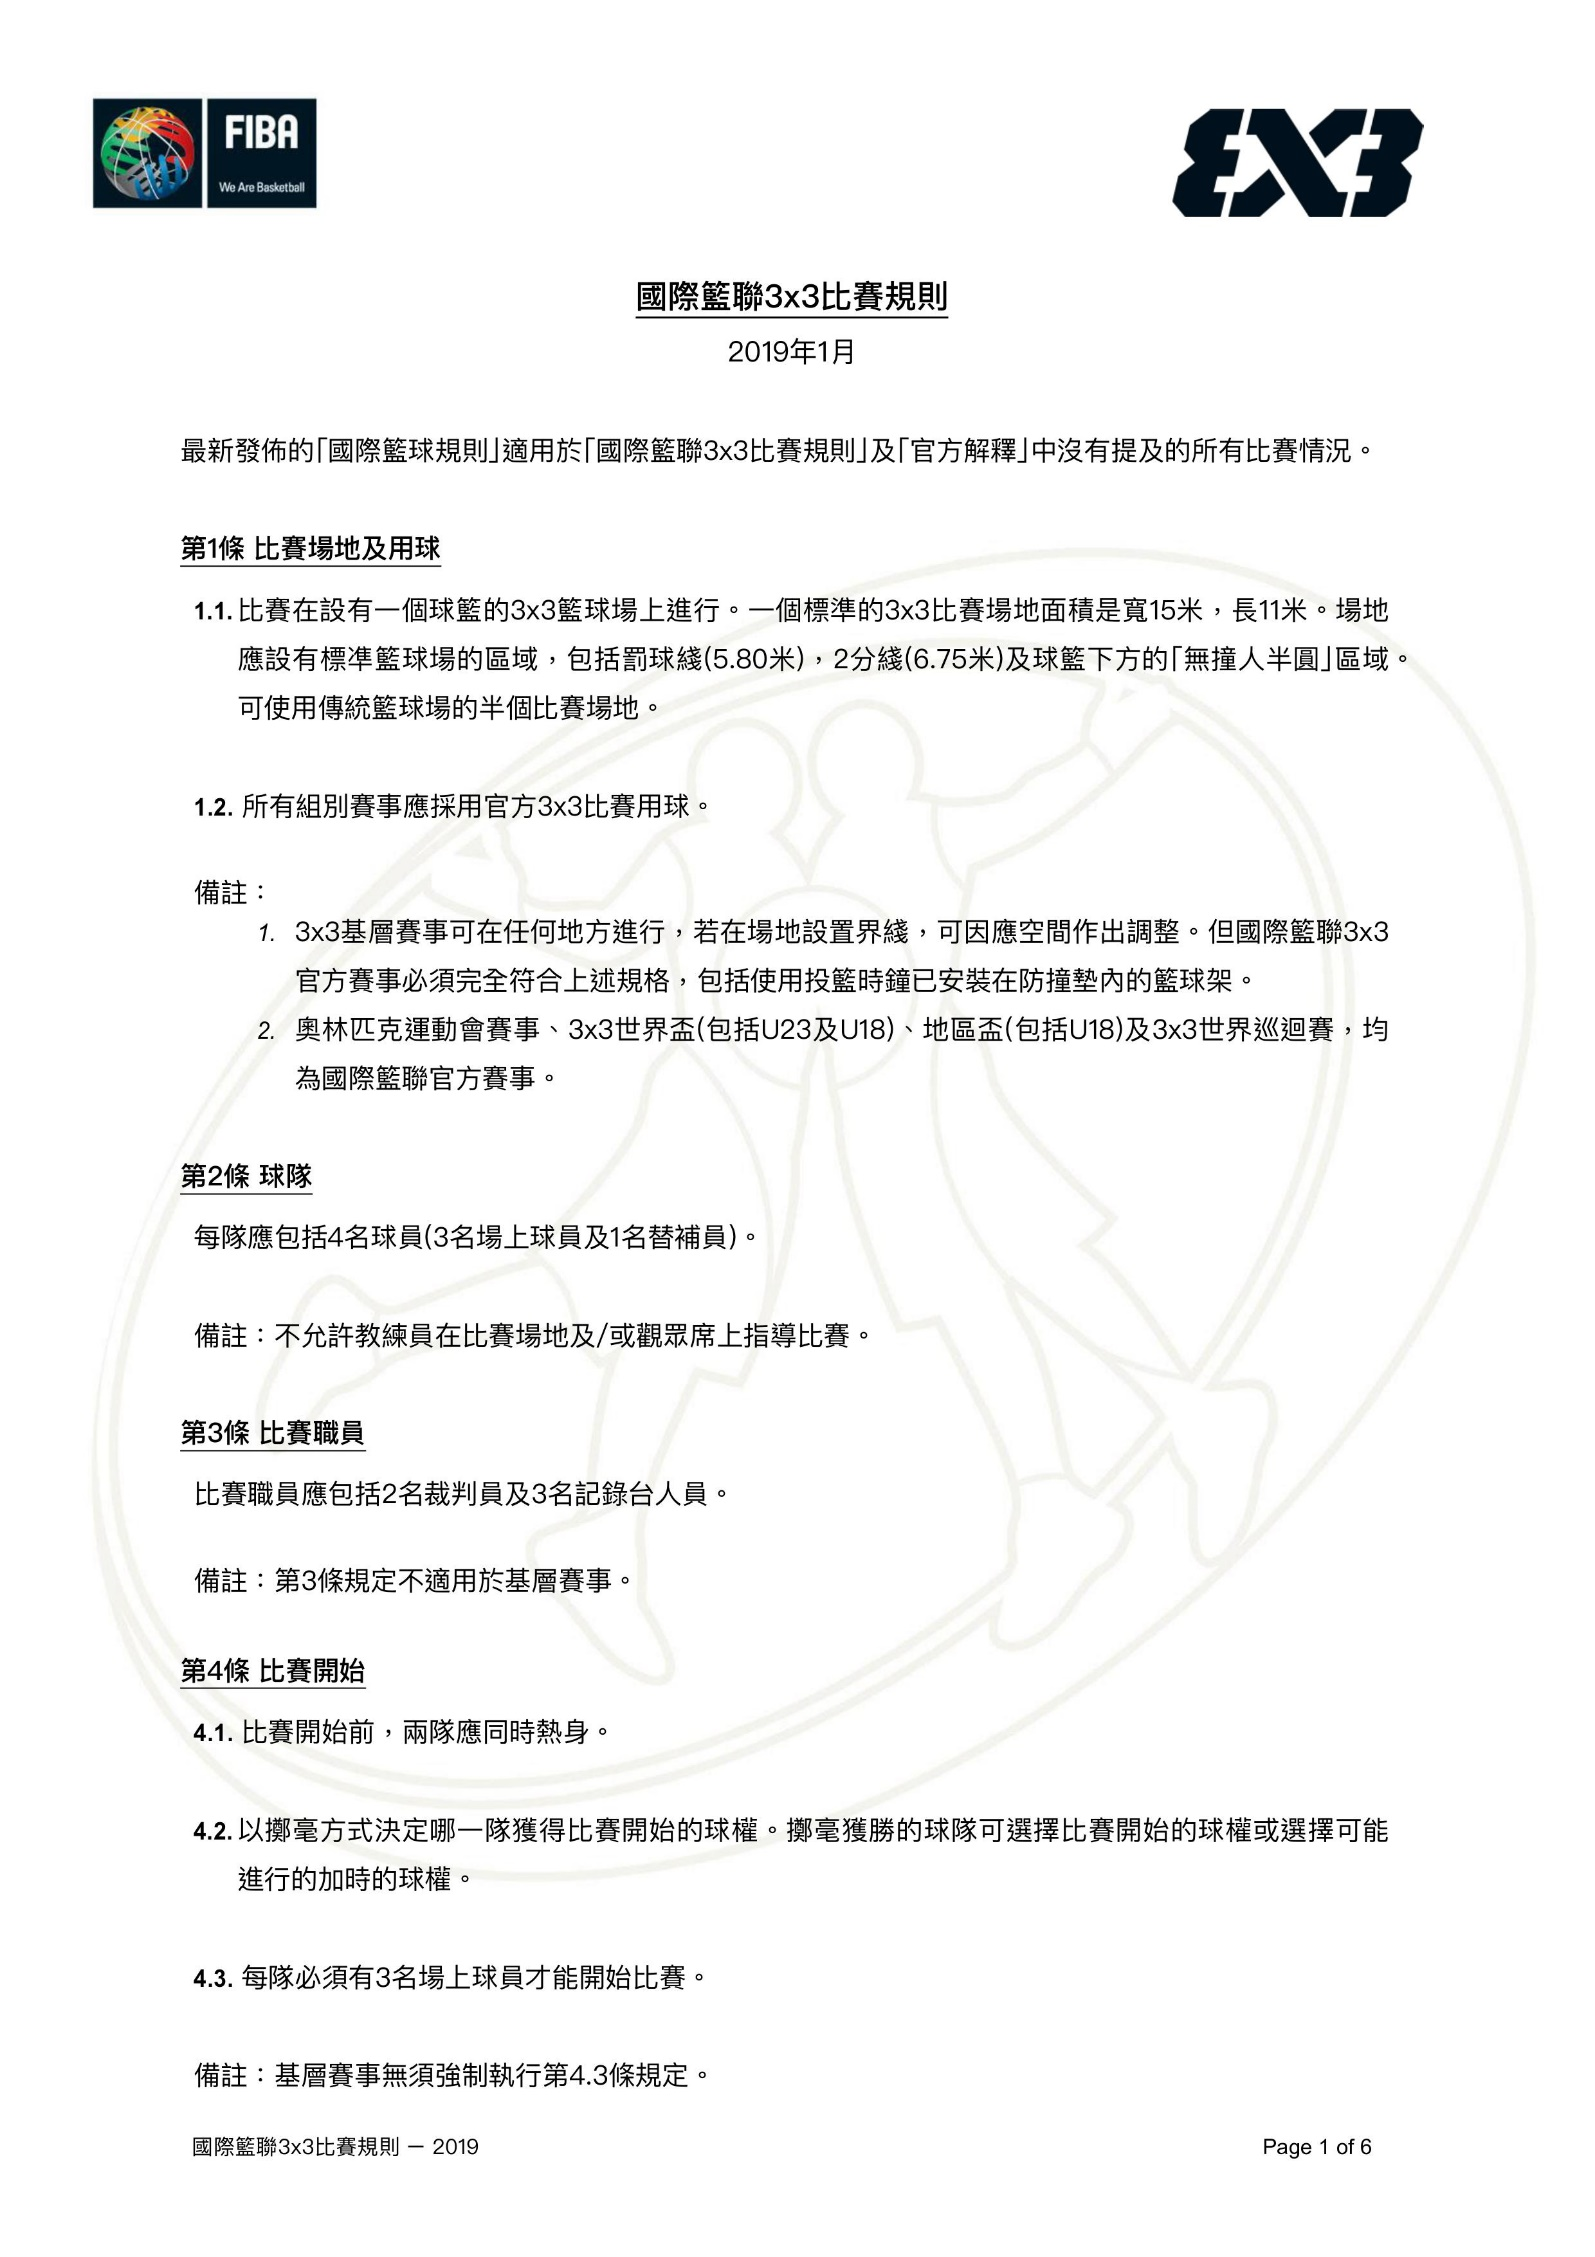 FIBA
We Are Basketball
3X3
國際籃聯3x3比賽規則
2019年1月
最新發佈的「國際籃球規則」適用於「國際籃聯3x3比賽規則」及「官方解釋」中沒有提及的所有比賽情況。
第1條 比賽場地及用球
1.1. 比賽在設有一個球籃的3x3籃球場上進行。一個標準的3x3比賽場地面積是寬15米，長11米。場地
應設有標準籃球場的區域，包括罰球綫(5.80米)，2分綫(6.75米)及球籃下方的「無撞人半圓」區域。
可使用傳統籃球場的半個比賽場地。
1.2. 所有組別賽事應採用官方3x3比賽用球。
備註：
1. 3x3基層賽事可在任何地方進行，若在場地設置界綫，可因應空間作出調整。但國際籃聯3x3
官方賽事必須完全符合上述規格，包括使用投籃時鐘已安裝在防撞墊內的籃球架。
2. 奧林匹克運動會賽事、3x3世界盃(包括U23及U18)、地區盃(包括U18)及3x3世界巡迴賽，均
為國際籃聯官方賽事。
第2條 球隊
每隊應包括4名球員(3名場上球員及1名替補員)。
備註：不允許教練員在比賽場地及/或觀眾席上指導比賽。
第3條 比賽職員
比賽職員應包括2名裁判員及3名記錄台人員。
備註：第3條規定不適用於基層賽事。
第4條 比賽開始
4.1. 比賽開始前，兩隊應同時熱身。
4.2. 以擲毫方式決定哪一隊獲得比賽開始的球權。擲毫獲勝的球隊可選擇比賽開始的球權或選擇可能
進行的加時的球權。
4.3. 每隊必須有3名場上球員才能開始比賽。
備註：基層賽事無須強制執行第4.3條規定。
國際籃聯3x3比賽規則 － 2019
Page 1 of 6